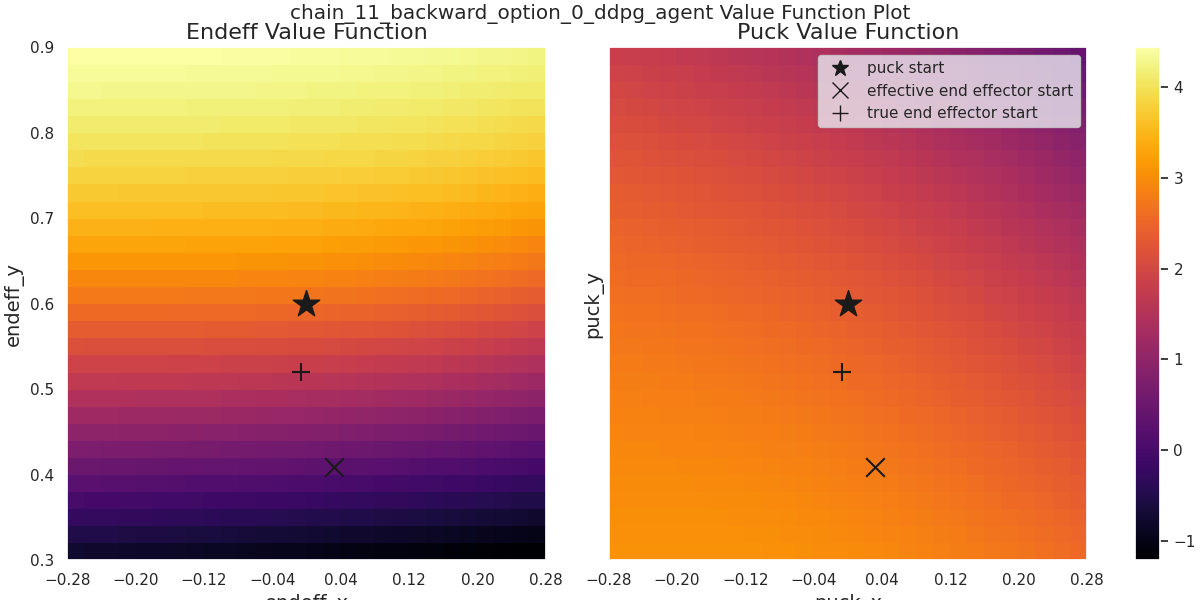 chain_11_backward_option_0_ddpg_agent Value Function Plot
Endeff Value Function
Puck Value Function
puck start
effective end effector start
true end effector start
endeff_y
0.9
0.8
0.7
0.6
0.5
0.4
0.3
−0.28 −0.20 −0.12 −0.04 0.04 0.12 0.20 0.28
endeff_x
puck_y
−0.28 −0.20 −0.12 −0.04 0.04 0.12 0.20 0.28
puck_x
4
3
2
1
0
−1